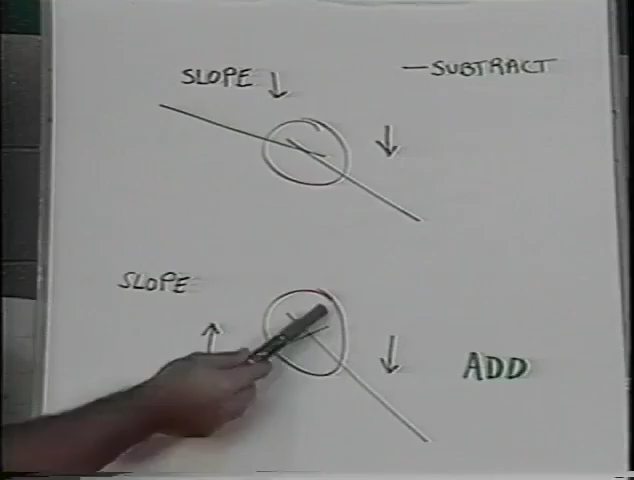 SLOPE ↓
— SUBTRACT
↓
SLOPE
↑
↓
ADD